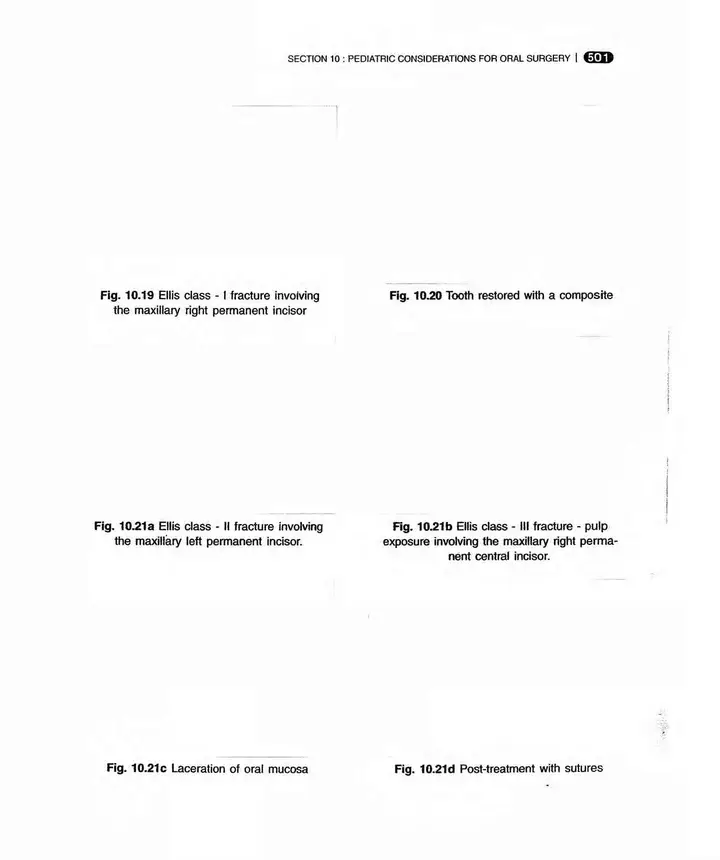 SECTION 10 : PEDIATRIC CONSIDERATIONS FOR ORAL SURGERY | 501
Fig. 10.19 Ellis class - I fracture involving
the maxillary right permanent incisor
Fig. 10.20 Tooth restored with a composite
Fig. 10.21a Ellis class - II fracture involving
the maxillary left permanent incisor.
Fig. 10.21b Ellis class - III fracture - pulp
exposure involving the maxillary right perma-
nent central incisor.
Fig. 10.21c Laceration of oral mucosa
Fig. 10.21d Post-treatment with sutures